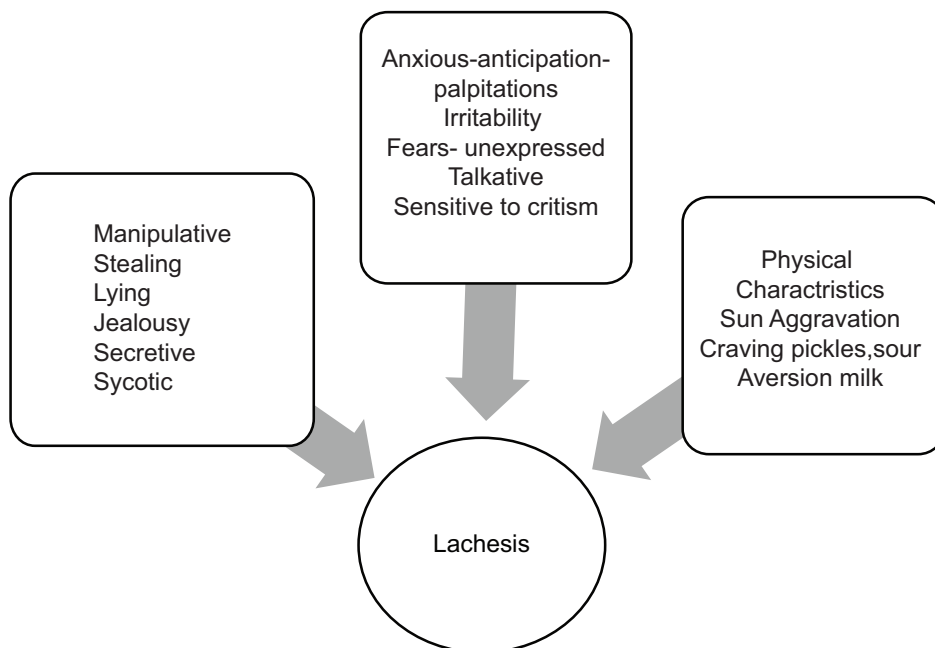 Manipulative
Stealing
Lying
Jealousy
Secretive
Sycotic
Anxious-anticipation-
palpitations
Irritability
Fears- unexpressed
Talkative
Sensitive to critism
Physical
Charactristics
Sun Aggravation
Craving pickles,sour
Aversion milk
Lachesis